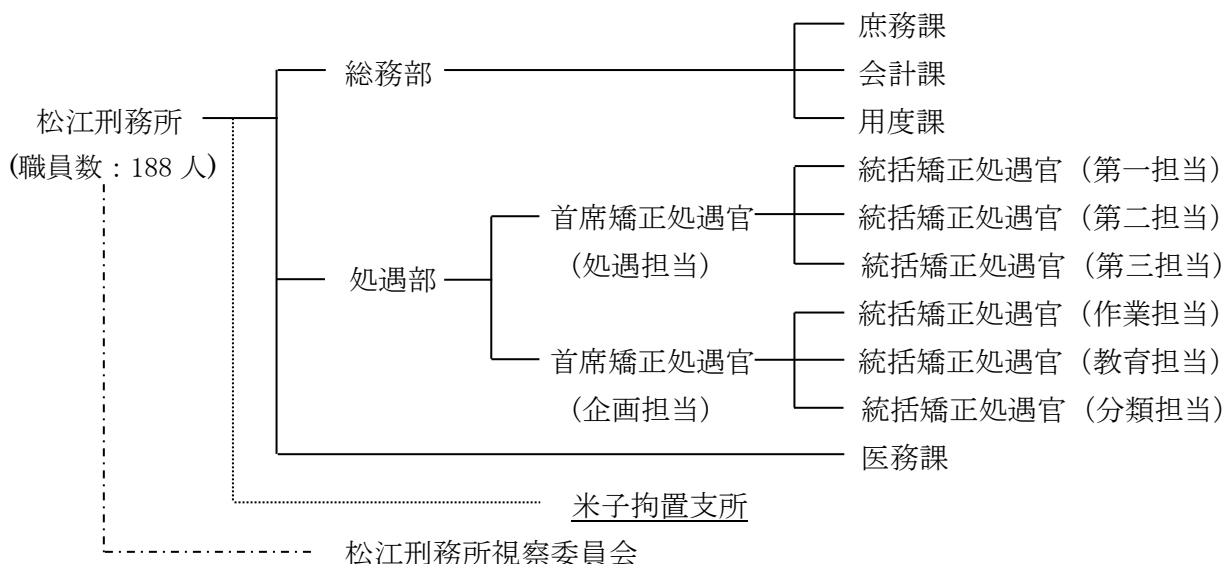 庶務課
総務部
会計課
松江刑務所
用度課
(職員数：188 人)
統括矯正処遇官（第一担当）
首席矯正処遇官
統括矯正処遇官（第二担当）
（処遇担当）
統括矯正処遇官（第三担当）
処遇部
統括矯正処遇官（作業担当）
首席矯正処遇官
統括矯正処遇官（教育担当）
（企画担当）
統括矯正処遇官（分類担当）
医務課
米子拘置支所
松江刑務所視察委員会